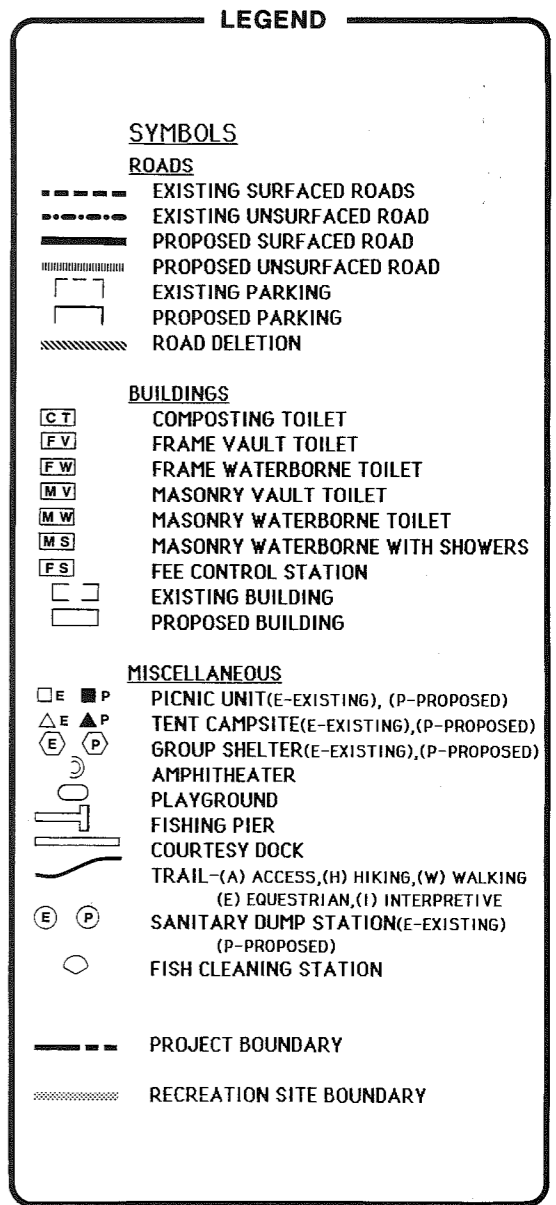 LEGEND
SYMBOLS
ROADS
EXISTING SURFACED ROADS
EXISTING UNSURFACED ROAD
PROPOSED SURFACED ROAD
PROPOSED UNSURFACED ROAD
EXISTING PARKING
PROPOSED PARKING
ROAD DELETION
BUILDINGS
CT COMPOSTING TOILET
FV FRAME VAULT TOILET
FW FRAME WATERBORNE TOILET
MV MASONRY VAULT TOILET
MW MASONRY WATERBORNE TOILET
MS MASONRY WATERBORNE WITH SHOWERS
FS FEE CONTROL STATION
EXISTING BUILDING
PROPOSED BUILDING
MISCELLANEOUS
E P PICNIC UNIT(E-EXISTING), (P-PROPOSED)
E P TENT CAMPSITE(E-EXISTING),(P-PROPOSED)
E P GROUP SHELTER(E-EXISTING),(P-PROPOSED)
AMPHITHEATER
PLAYGROUND
FISHING PIER
COURTESY DOCK
TRAIL-(A) ACCESS,(H) HIKING,(W) WALKING
(E) EQUESTRIAN,(I) INTERPRETIVE
E P SANITARY DUMP STATION(E-EXISTING)
(P-PROPOSED)
FISH CLEANING STATION
PROJECT BOUNDARY
RECREATION SITE BOUNDARY